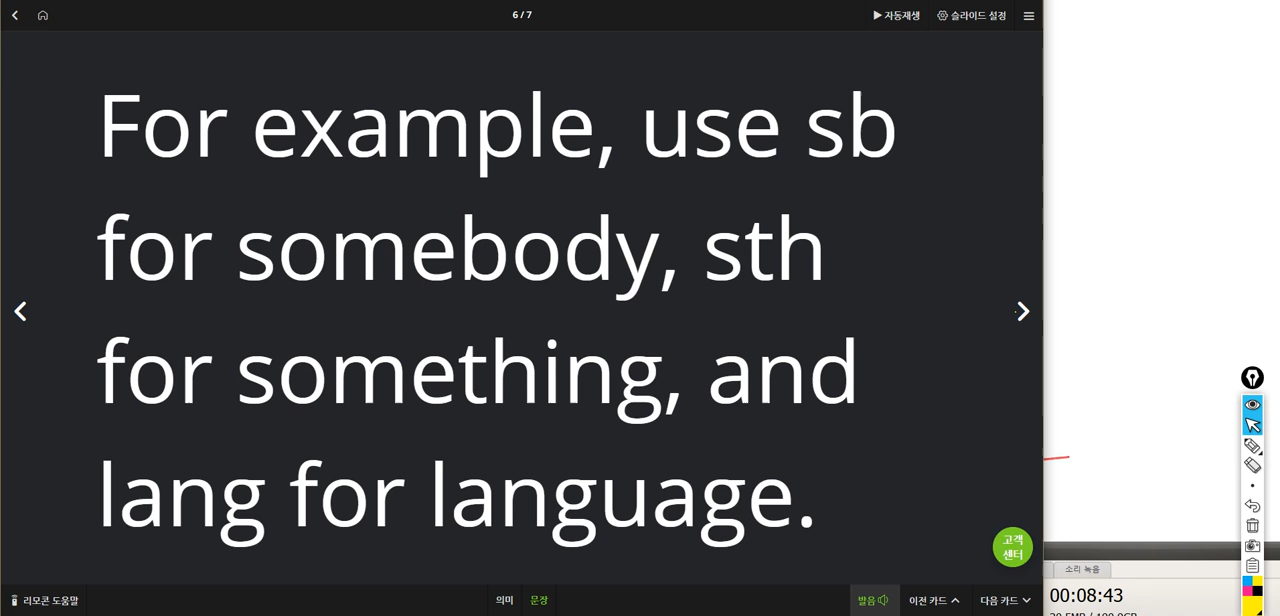 6 / 7
자동재생
슬라이드 설정
For example, use sb
for somebody, sth
for something, and
lang for language.
고객
센터
소리 녹음
리모콘 도움말
의미
문장
발음
이전 카드
다음 카드
00:08:43